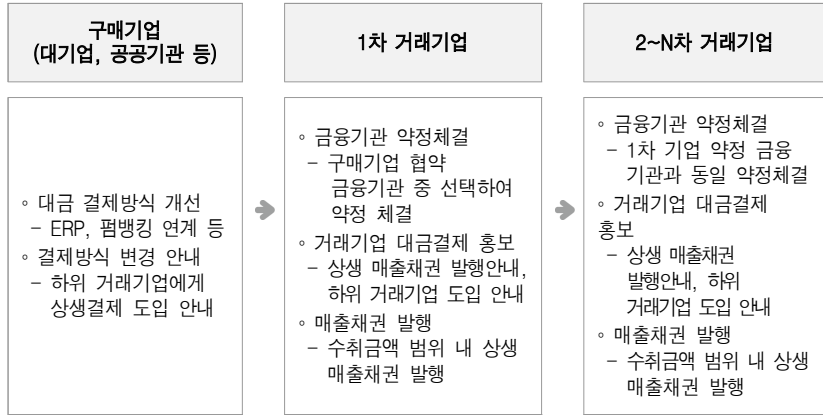 구매기업
(대기업, 공공기관 등)
◦ 대금 결제방식 개선
− ERP, 펌뱅킹 연계 등
◦ 결제방식 변경 안내
− 하위 거래기업에게
상생결제 도입 안내
1차 거래기업
◦ 금융기관 약정체결
− 구매기업 협약
금융기관 중 선택하여
약정 체결
◦ 거래기업 대금결제 홍보
− 상생 매출채권 발행안내,
하위 거래기업 도입 안내
◦ 매출채권 발행
− 수취금액 범위 내 상생
매출채권 발행
2~N차 거래기업
◦ 금융기관 약정체결
− 1차 기업 약정 금융
기관과 동일 약정체결
◦ 거래기업 대금결제
홍보
− 상생 매출채권
발행안내, 하위
거래기업 도입 안내
◦ 매출채권 발행
− 수취금액 범위 내 상생
매출채권 발행